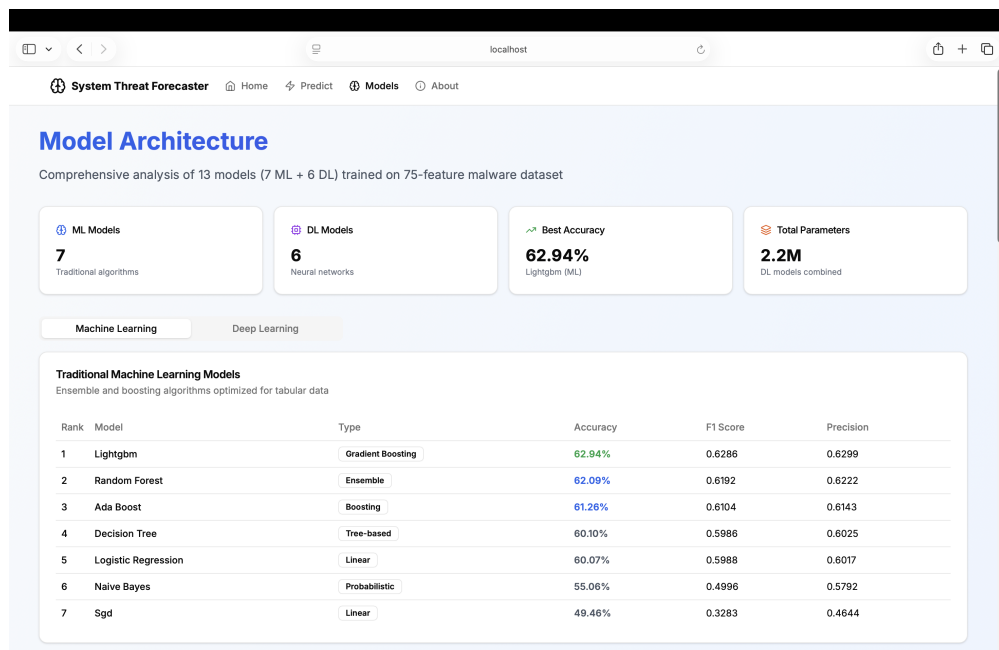 localhost
System Threat Forecaster Home Predict Models About
Model Architecture
Comprehensive analysis of 13 models (7 ML + 6 DL) trained on 75-feature malware dataset
ML Models
7
Traditional algorithms
DL Models
6
Neural networks
Best Accuracy
62.94%
Lightgbm (ML)
Total Parameters
2.2M
DL models combined
Machine Learning Deep Learning
Traditional Machine Learning Models
Ensemble and boosting algorithms optimized for tabular data
Rank Model Type Accuracy F1 Score Precision
1 Lightgbm Gradient Boosting 62.94% 0.6286 0.6299
2 Random Forest Ensemble 62.09% 0.6192 0.6222
3 Ada Boost Boosting 61.26% 0.6104 0.6143
4 Decision Tree Tree-based 60.10% 0.5986 0.6025
5 Logistic Regression Linear 60.07% 0.5988 0.6017
6 Naive Bayes Probabilistic 55.06% 0.4996 0.5792
7 Sgd Linear 49.46% 0.3283 0.4644